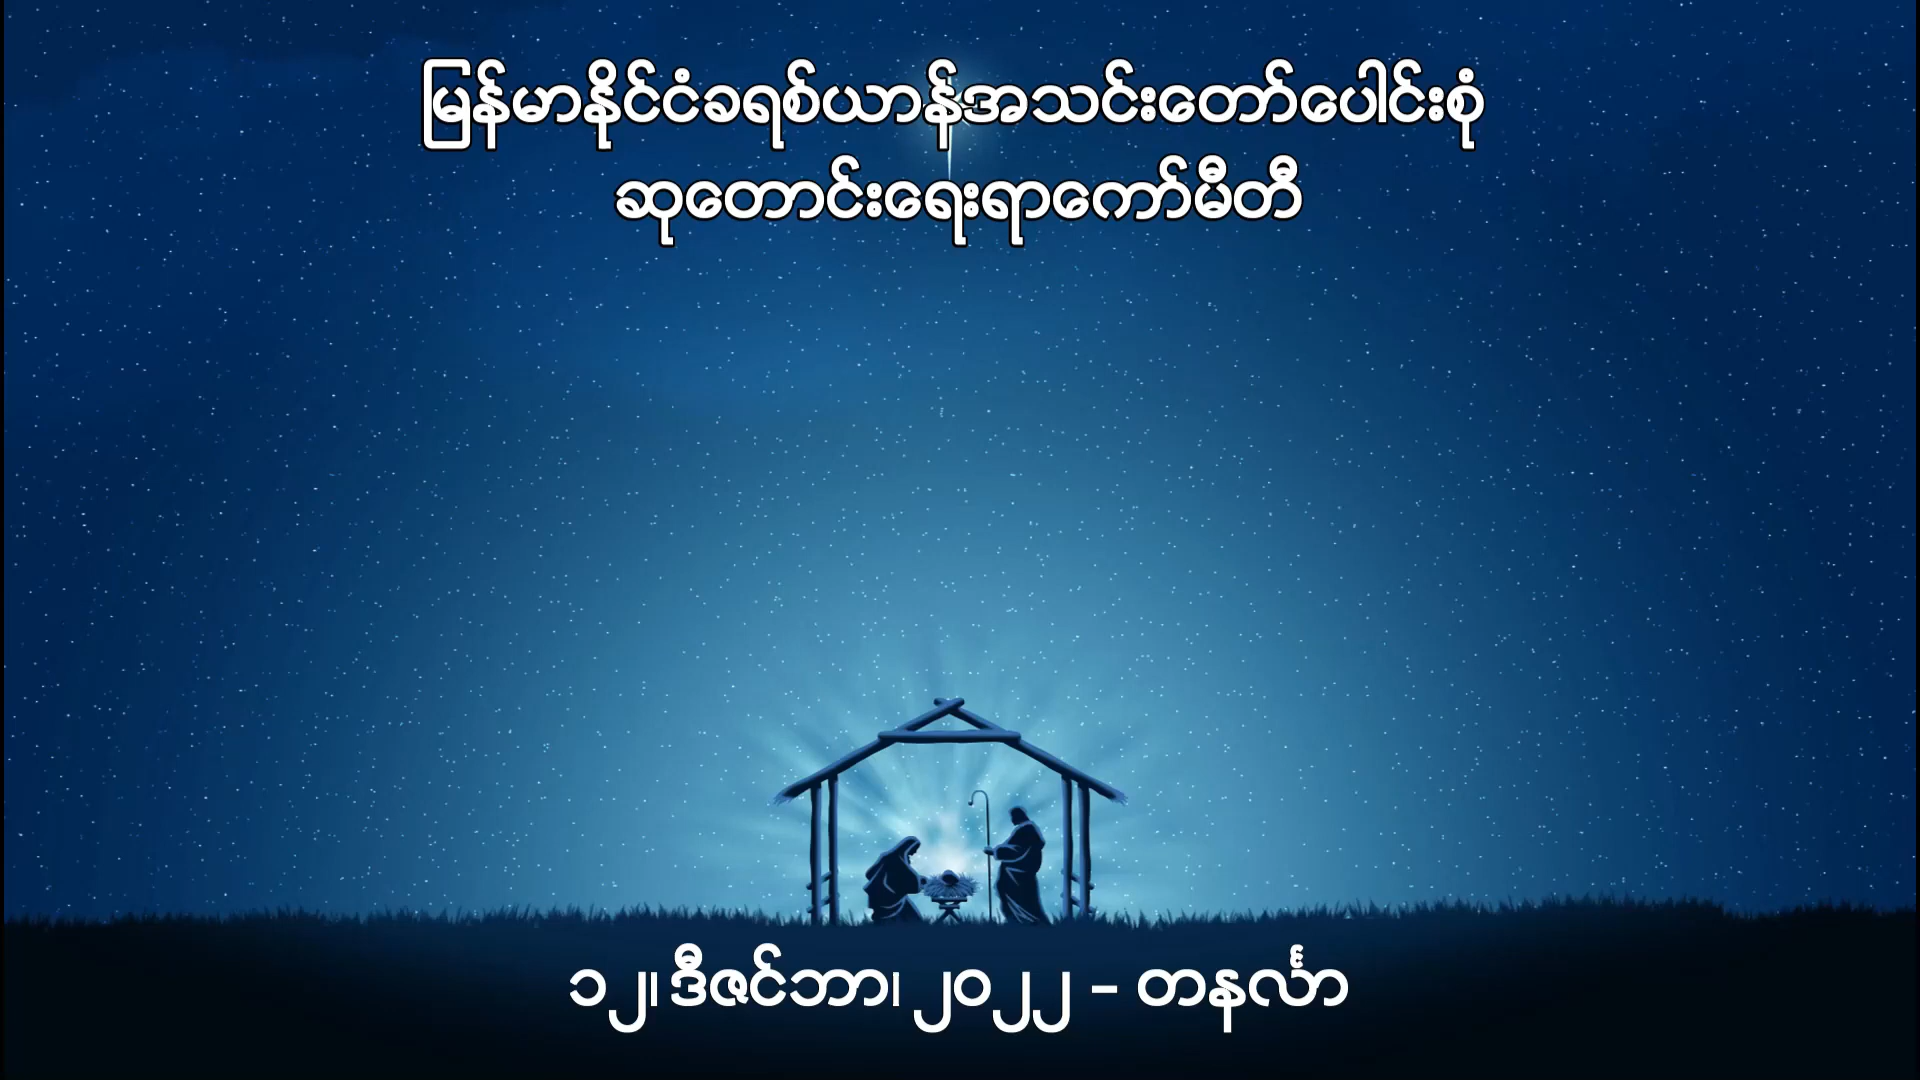 မြန်မာနိုင်ငံခရစ်ယာန်အသင်းတော်ပေါင်းစုံ
ဆုတောင်းရေးရာကော်မီတီ
၁၂၊ ဒီဇင်ဘာ၊ ၂၀၂၂ - တနင်္လာ